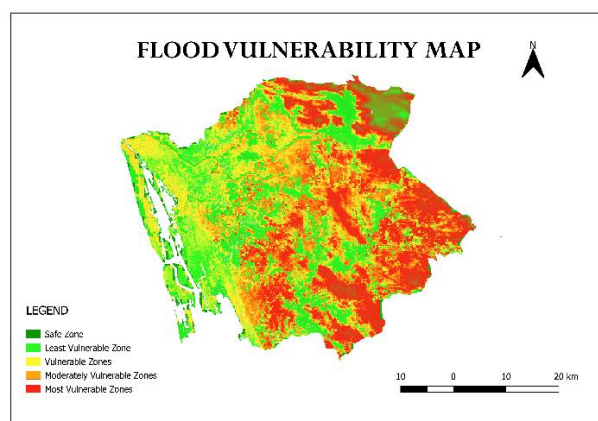 FLOOD VULNERABILITY MAP
N
LEGEND
Safe Zone
Least Vulnerable Zone
Vulnerable Zones
Moderately Vulnerable Zones
Most Vulnerable Zones
10 0 10 20 km